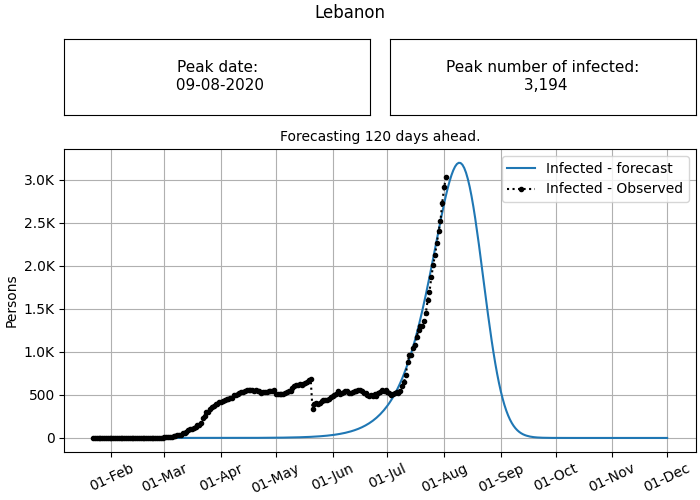 Lebanon
Peak date:
09-08-2020
Peak number of infected:
3,194
Forecasting 120 days ahead.
Infected - forecast
Infected - Observed
Persons
3.0K
2.5K
2.0K
1.5K
1.0K
500
0
01-Feb
01-Mar
01-Apr
01-May
01-Jun
01-Jul
01-Aug
01-Sep
01-Oct
01-Nov
01-Dec